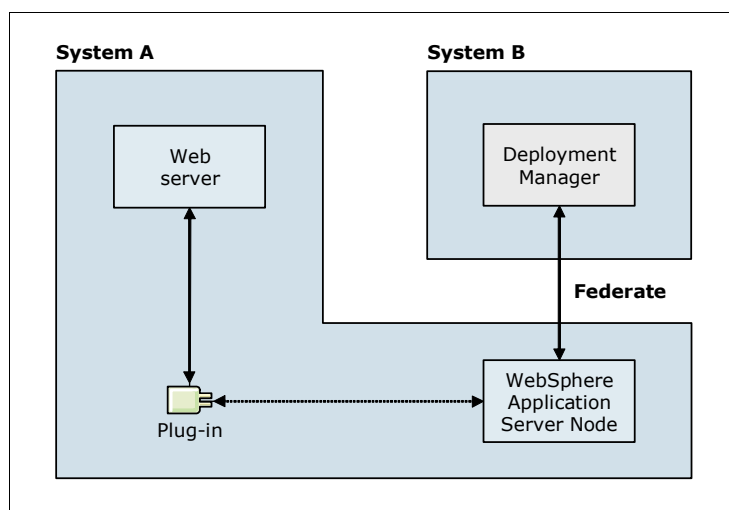 System A
System B
Web
server
Deployment
Manager
Federate
WebSphere
Application
Server Node
Plug-in